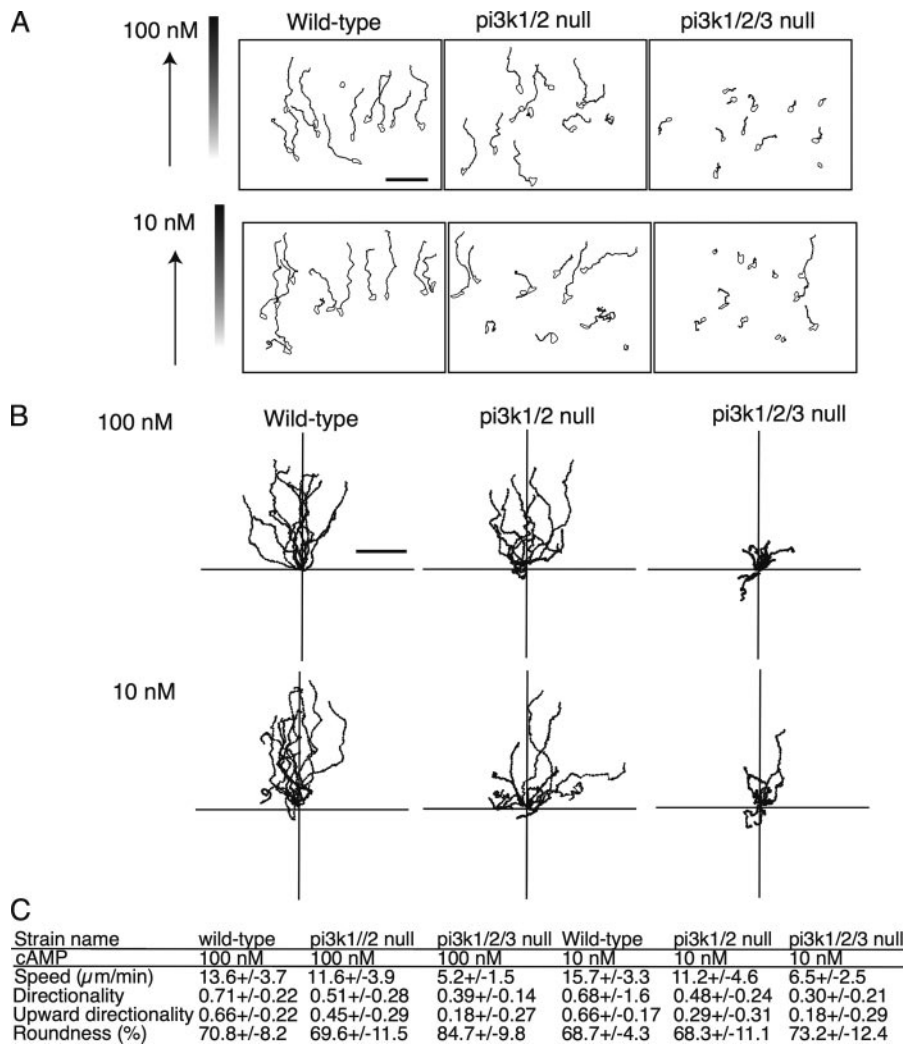 A
100 nM
Wild-type pi3k1/2 null pi3k1/2/3 null
10 nM
B
100 nM
Wild-type pi3k1/2 null pi3k1/2/3 null
10 nM
C
Strain name wild-type pi3k1//2 null pi3k1/2/3 null Wild-type pi3k1/2 null pi3k1/2/3 null
cAMP 100 nM 100 nM 100 nM 10 nM 10 nM 10 nM
Speed (μm/min) 13.6+/-3.7 11.6+/-3.9 5.2+/-1.5 15.7+/-3.3 11.2+/-4.6 6.5+/-2.5
Directionality 0.71+/-0.22 0.51+/-0.28 0.39+/-0.14 0.68+/-1.6 0.48+/-0.24 0.30+/-0.21
Upward directionality 0.66+/-0.22 0.45+/-0.29 0.18+/-0.27 0.66+/-0.17 0.29+/-0.31 0.18+/-0.29
Roundness (%) 70.8+/-8.2 69.6+/-11.5 84.7+/-9.8 68.7+/-4.3 68.3+/-11.1 73.2+/-12.4